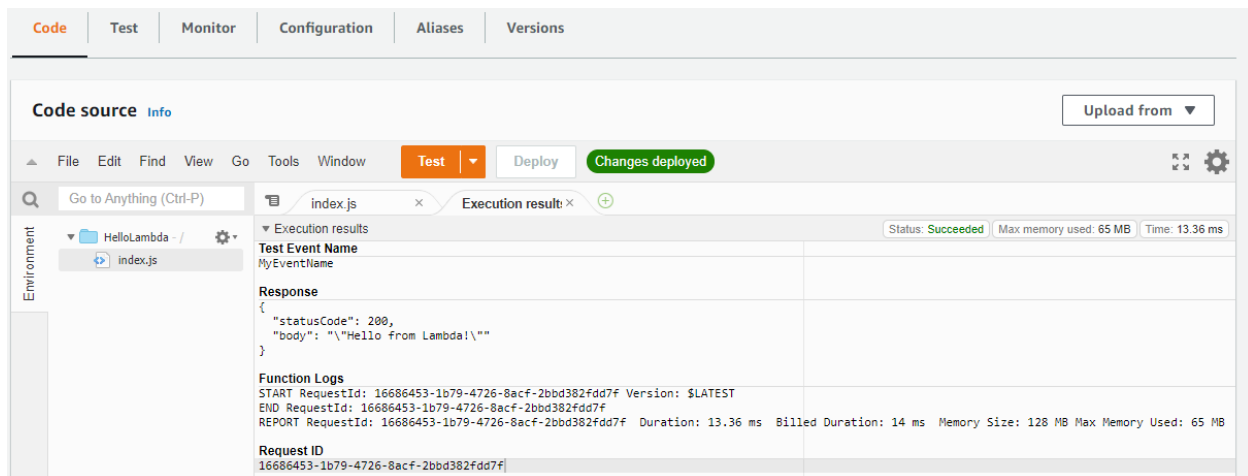 Code Test Monitor Configuration Aliases Versions
Code source Info
Upload from ▼
File Edit Find View Go Tools Window Test Deploy Changes deployed
Go to Anything (Ctrl-P)
index.js × Execution results ×
Environment
HelloLambda - /
index.js
Execution results
Status: Succeeded Max memory used: 65 MB Time: 13.36 ms
Test Event Name
MyEventName
Response
{
"statusCode": 200,
"body": "\"Hello from Lambda!\""
}
Function Logs
START RequestId: 16686453-1b79-4726-8acf-2bbd382fdd7f Version: $LATEST
END RequestId: 16686453-1b79-4726-8acf-2bbd382fdd7f
REPORT RequestId: 16686453-1b79-4726-8acf-2bbd382fdd7f Duration: 13.36 ms Billed Duration: 14 ms Memory Size: 128 MB Max Memory Used: 65 MB
Request ID
16686453-1b79-4726-8acf-2bbd382fdd7f